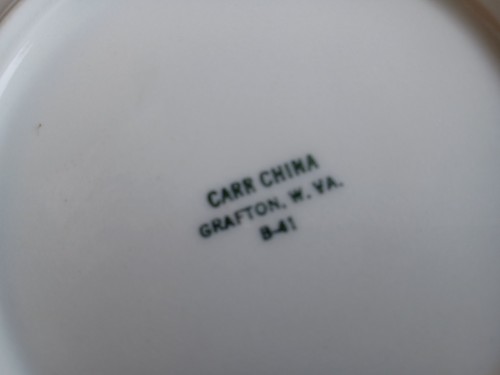 CARR CHINA
GRAFTON, W. VA.
B-41